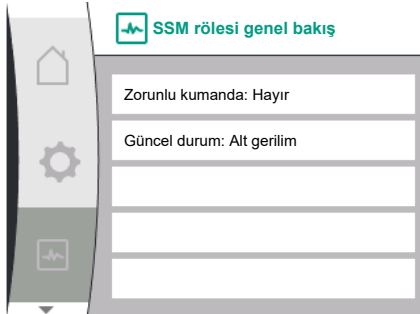 SSM rölesi genel bakış
Zorunlu kumanda: Hayır
Güncel durum: Alt gerilim